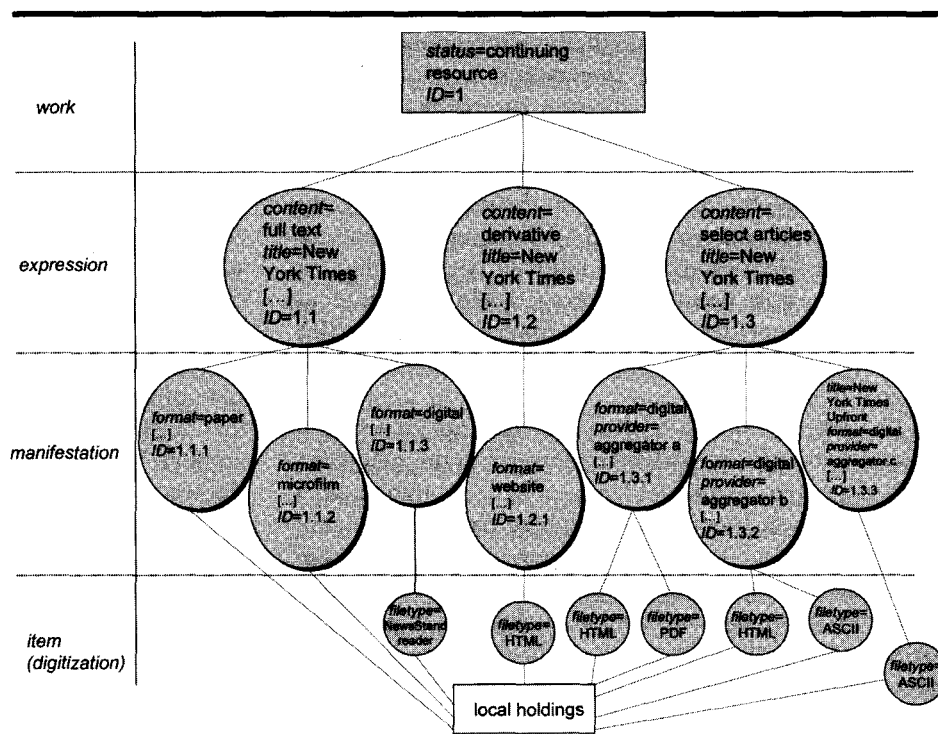 status=continuing
resource
ID=1
work
content=
full text
title=New
York Times
[...]
ID=1.1
content=
derivative
title=New
York Times
[...]
ID=1.2
content=
select articles
title=New
York Times
[...]
ID=1.3
expression
format=paper
[...]
ID=1.1.1
format=
microfilm
[...]
ID=1.1.2
format=digital
[...]
ID=1.1.3
format=
website
[...]
ID=1.2.1
format=digital
provider=
aggregator a
[...]
ID=1.3.1
format=digital
provider=
aggregator b
[...]
ID=1.3.2
title=New
York Times
Upfront
format=digital
provider=
aggregator c
[...]
ID=1.3.3
manifestation
item
(digitization)
filetype=
NewsStand
reader
filetype=
HTML
filetype=
HTML
filetype=
PDF
filetype=
HTML
filetype=
ASCII
filetype=
ASCII
local holdings